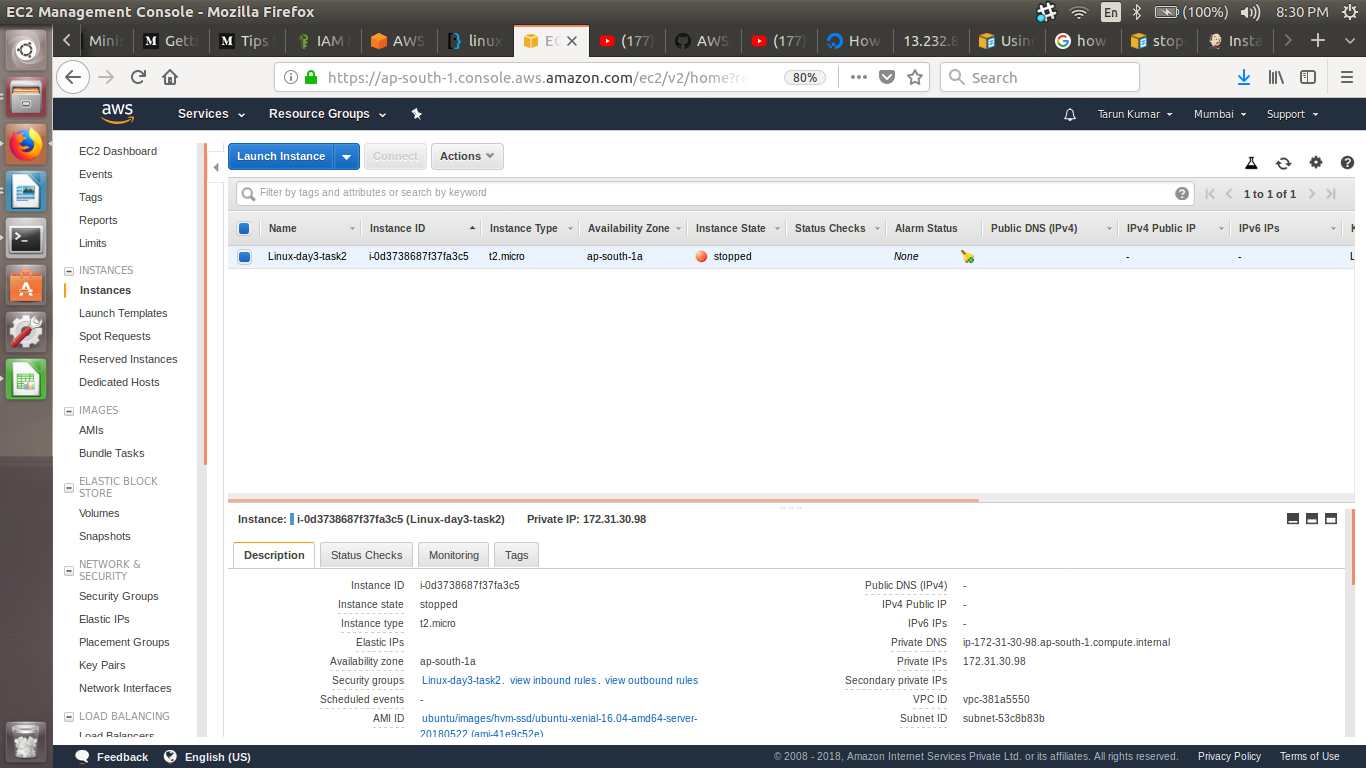 EC2 Management Console - Mozilla Firefox
En (100%) 8:30 PM
Minis Getti Tips IAM AWS linux EC (177) AWS (177) How 13.232.8 Using how stop Insta
https://ap-south-1.console.aws.amazon.com/ec2/v2/home?re 80% Search
aws Services Resource Groups Tarun Kumar Mumbai Support
EC2 Dashboard
Events
Tags
Reports
Limits
INSTANCES
Instances
Launch Templates
Spot Requests
Reserved Instances
Dedicated Hosts
IMAGES
AMIs
Bundle Tasks
ELASTIC BLOCK
STORE
Volumes
Snapshots
NETWORK &
SECURITY
Security Groups
Elastic IPs
Placement Groups
Key Pairs
Network Interfaces
LOAD BALANCING
Load Balancers
Launch Instance Connect Actions
Filter by tags and attributes or search by keyword 1 to 1 of 1
Name Instance ID Instance Type Availability Zone Instance State Status Checks Alarm Status Public DNS (IPv4) IPv4 Public IP IPv6 IPs K
Linux-day3-task2 i-0d3738687f37fa3c5 t2.micro ap-south-1a stopped None - - L
Instance: i-0d3738687f37fa3c5 (Linux-day3-task2) Private IP: 172.31.30.98
Description Status Checks Monitoring Tags
Instance ID i-0d3738687f37fa3c5 Public DNS (IPv4) -
Instance state stopped IPv4 Public IP -
Instance type t2.micro IPv6 IPs -
Elastic IPs Private DNS ip-172-31-30-98.ap-south-1.compute.internal
Availability zone ap-south-1a Private IPs 172.31.30.98
Security groups Linux-day3-task2. view inbound rules. view outbound rules Secondary private IPs
Scheduled events - VPC ID vpc-381a5550
AMI ID ubuntu/images/hvm-ssd/ubuntu-xenial-16.04-amd64-server- Subnet ID subnet-53c8b83b
20180522 (ami-41e9c52e)
Feedback English (US) © 2008 - 2018, Amazon Internet Services Private Ltd. or its affiliates. All rights reserved. Privacy Policy Terms of Use